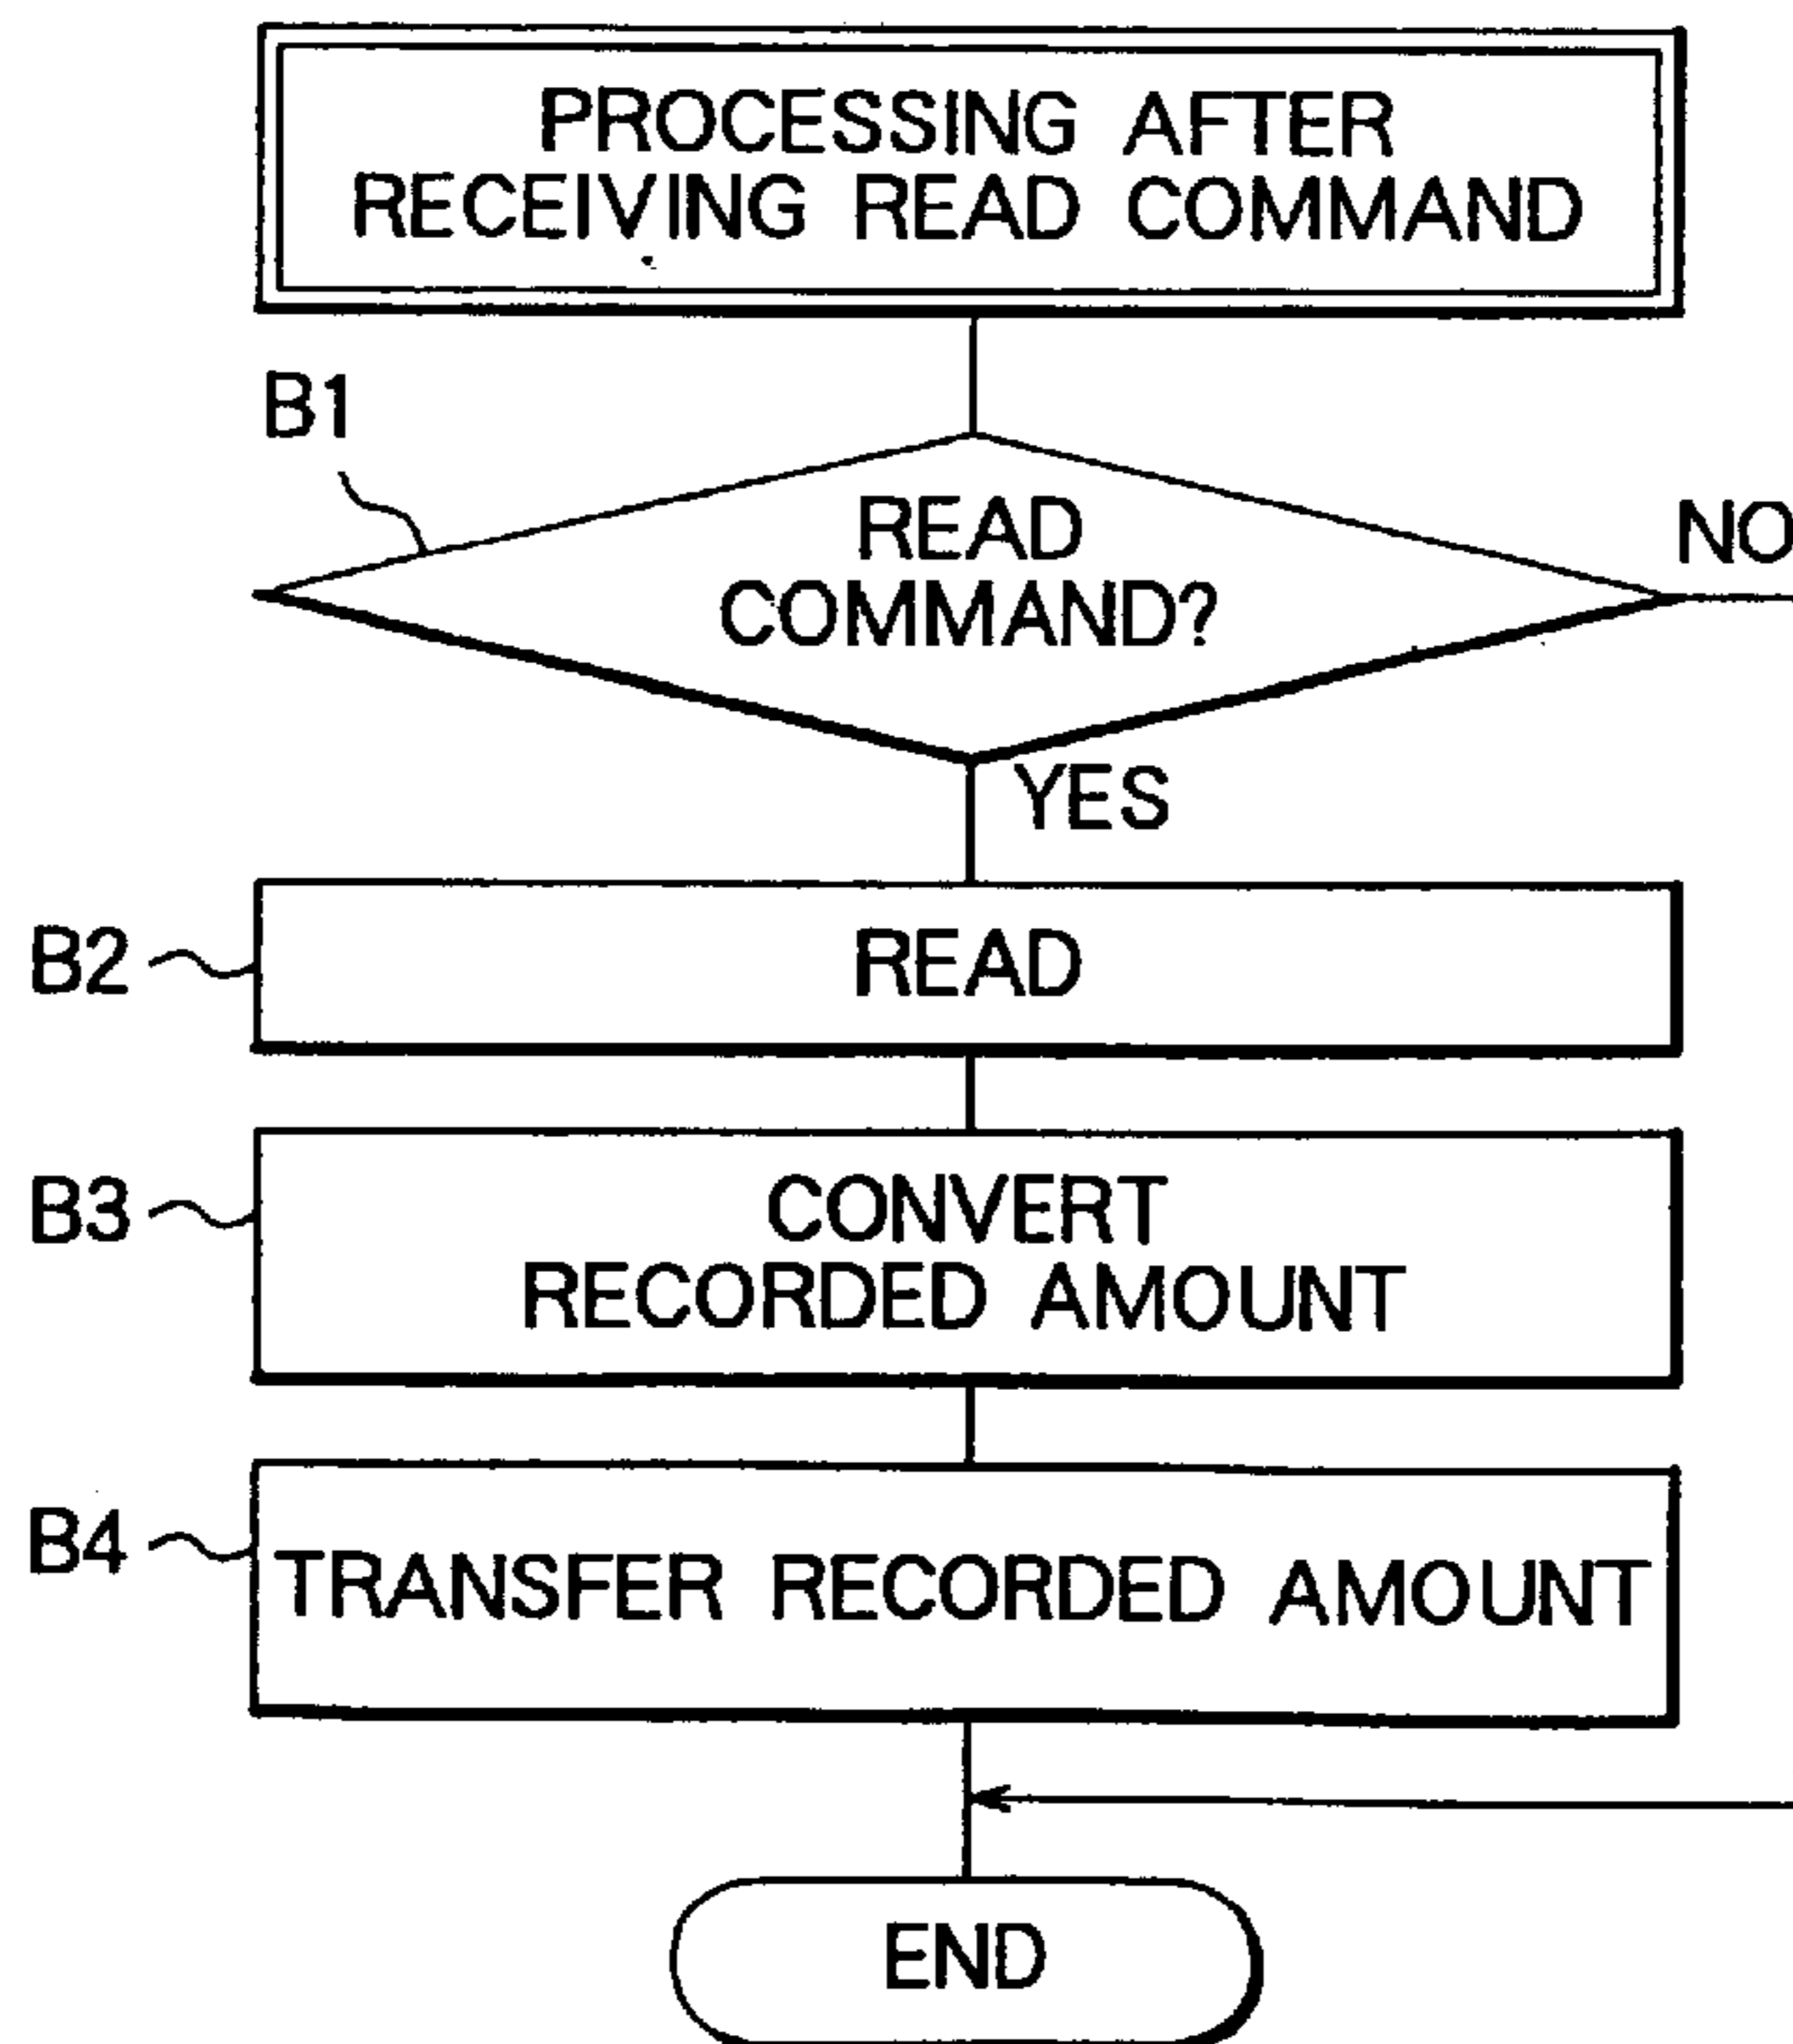 PROCESSING AFTER
RECEIVING READ COMMAND
B1
READ
COMMAND?
NO
YES
B2
READ
B3
CONVERT
RECORDED AMOUNT
B4
TRANSFER RECORDED AMOUNT
END